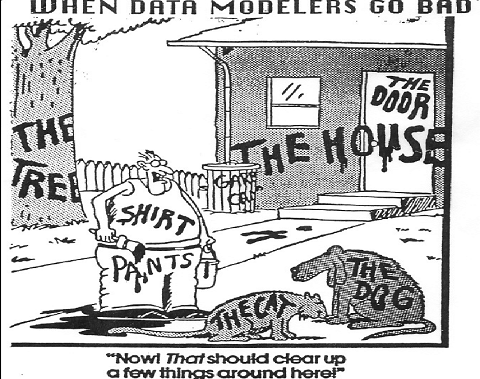 WHEN DATA MODELERS GO BAD
THE
DOOR
THE HOUSE
THE
TREE
SHIRT
PANTS
THE CAT
THE
DOG
"Now! That should clear up
a few things around here!"